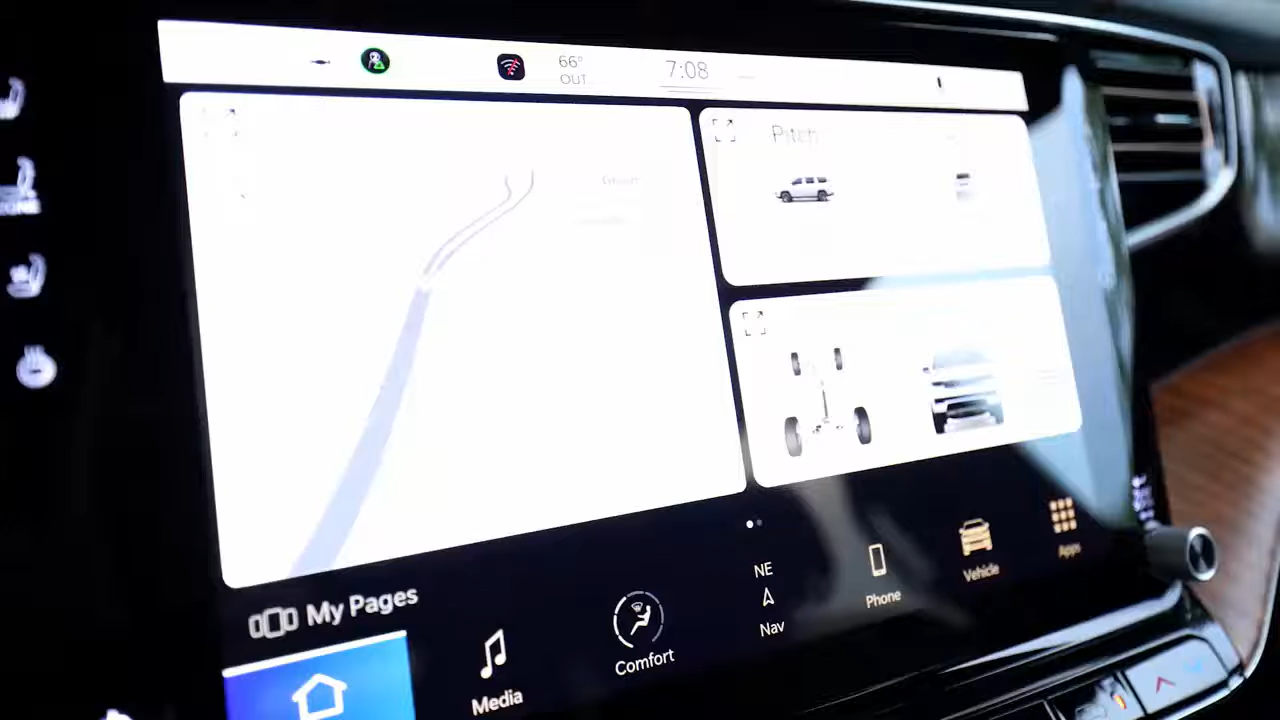 66°
OUT
7:08
Pitch
My Pages
Media
Comfort
NE
Nav
Phone
Vehicle
Apps